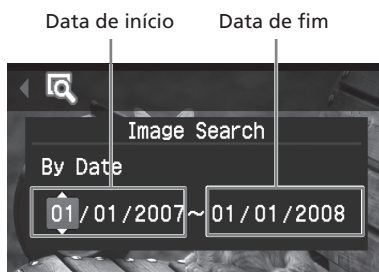 Data de início Data de fim
Image Search
By Date
01/01/2007~01/01/2008